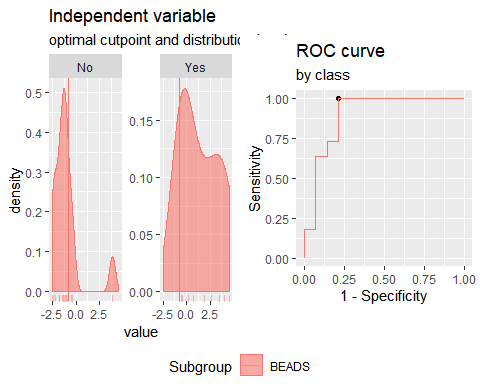 Independent variable
optimal cutpoint and distribution
No
Yes
0.5
0.4
0.3
0.2
0.1
0.0
0.15
0.10
0.05
0.00
density
-2.5 0.0 2.5
-2.5 0.0 2.5
value
ROC curve
by class
1.00
0.75
0.50
0.25
0.00
Sensitivity
0.00 0.25 0.50 0.75 1.00
1 - Specificity
Subgroup BEADS